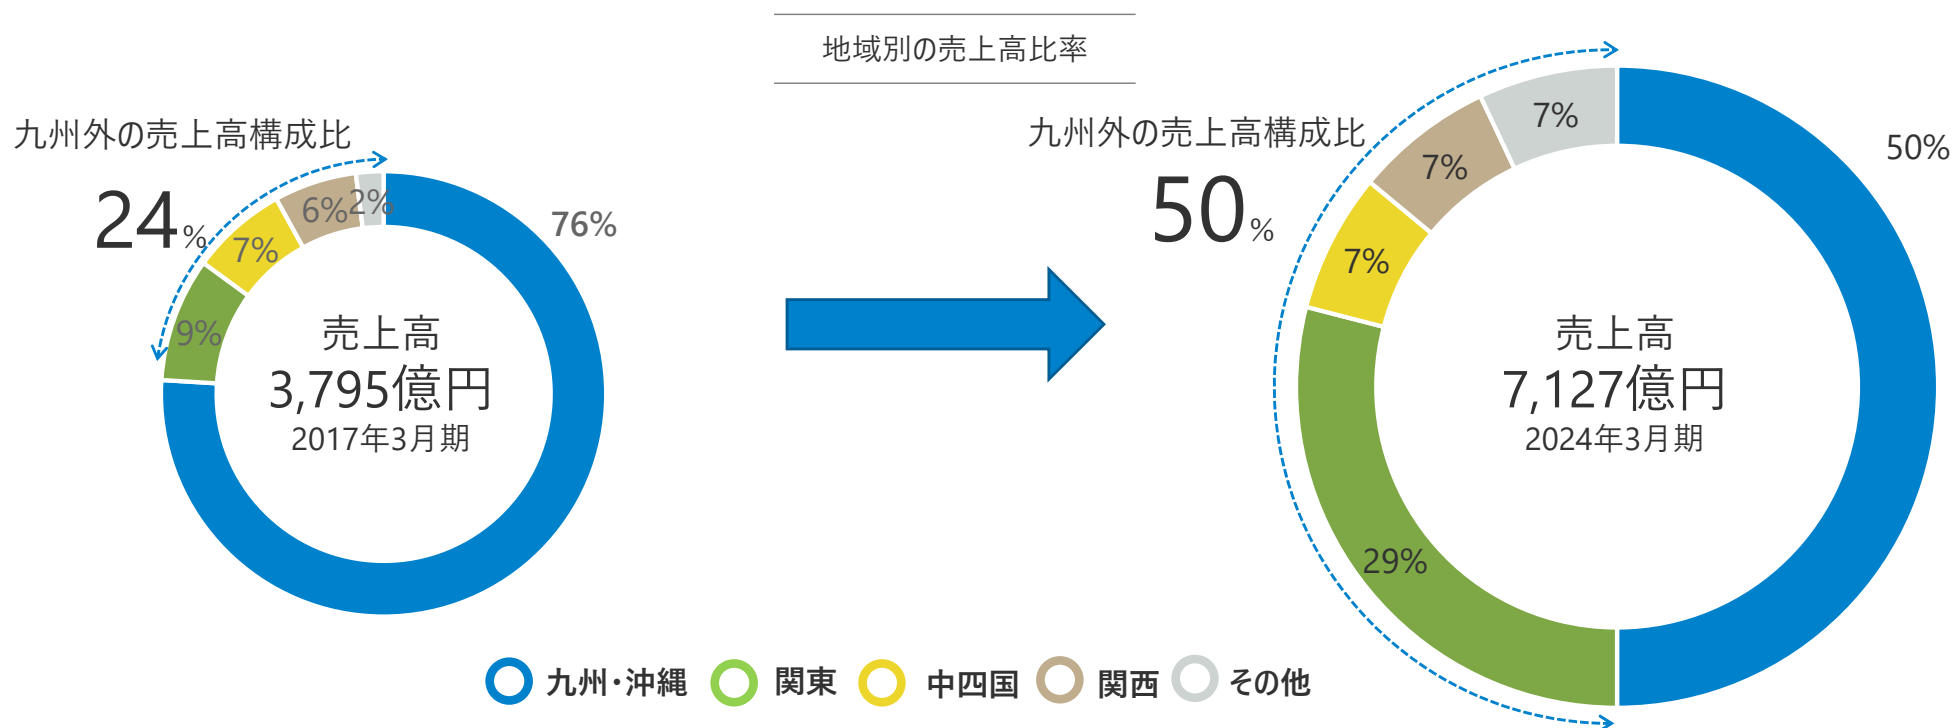 地域別の売上高比率
九州外の売上高構成比
24%
2%
6%
7%
9%
76%
売上高
3,795億円
2017年3月期
九州外の売上高構成比
50%
7%
7%
7%
29%
50%
売上高
7,127億円
2024年3月期
九州・沖縄 関東 中四国 関西 その他